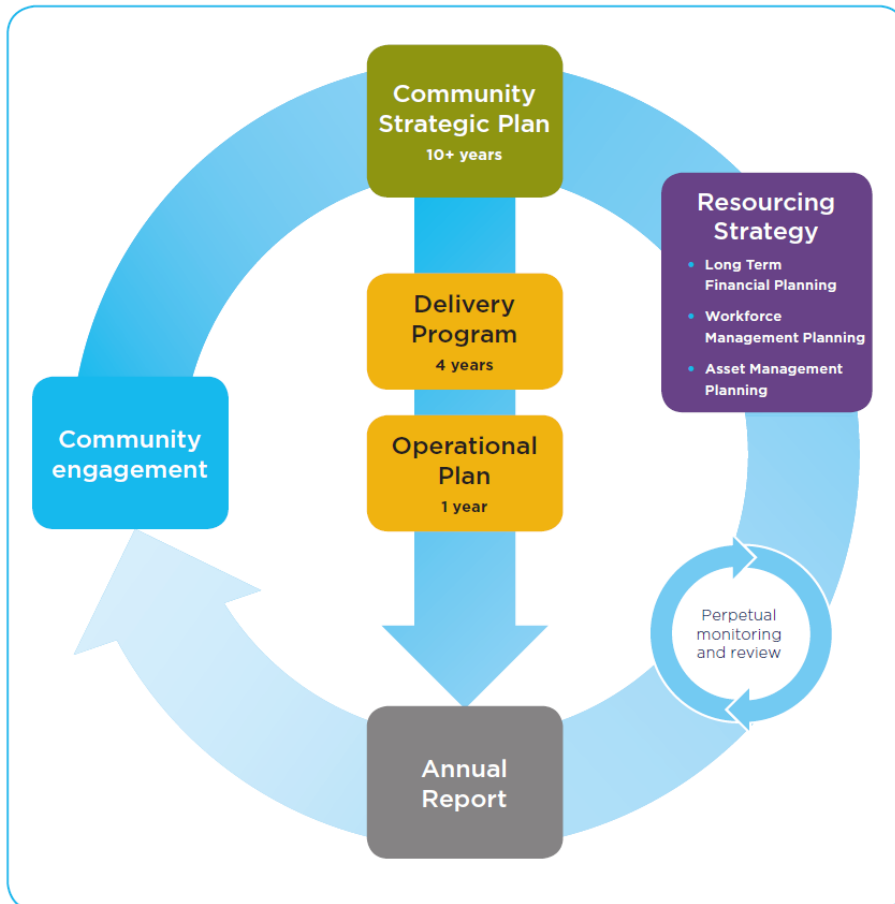 Community
Strategic Plan
10+ years
Resourcing
Strategy
• Long Term
Financial Planning
• Workforce
Management Planning
• Asset Management
Planning
Delivery
Program
4 years
Operational
Plan
1 year
Community
engagement
Perpetual
monitoring
and review
Annual
Report